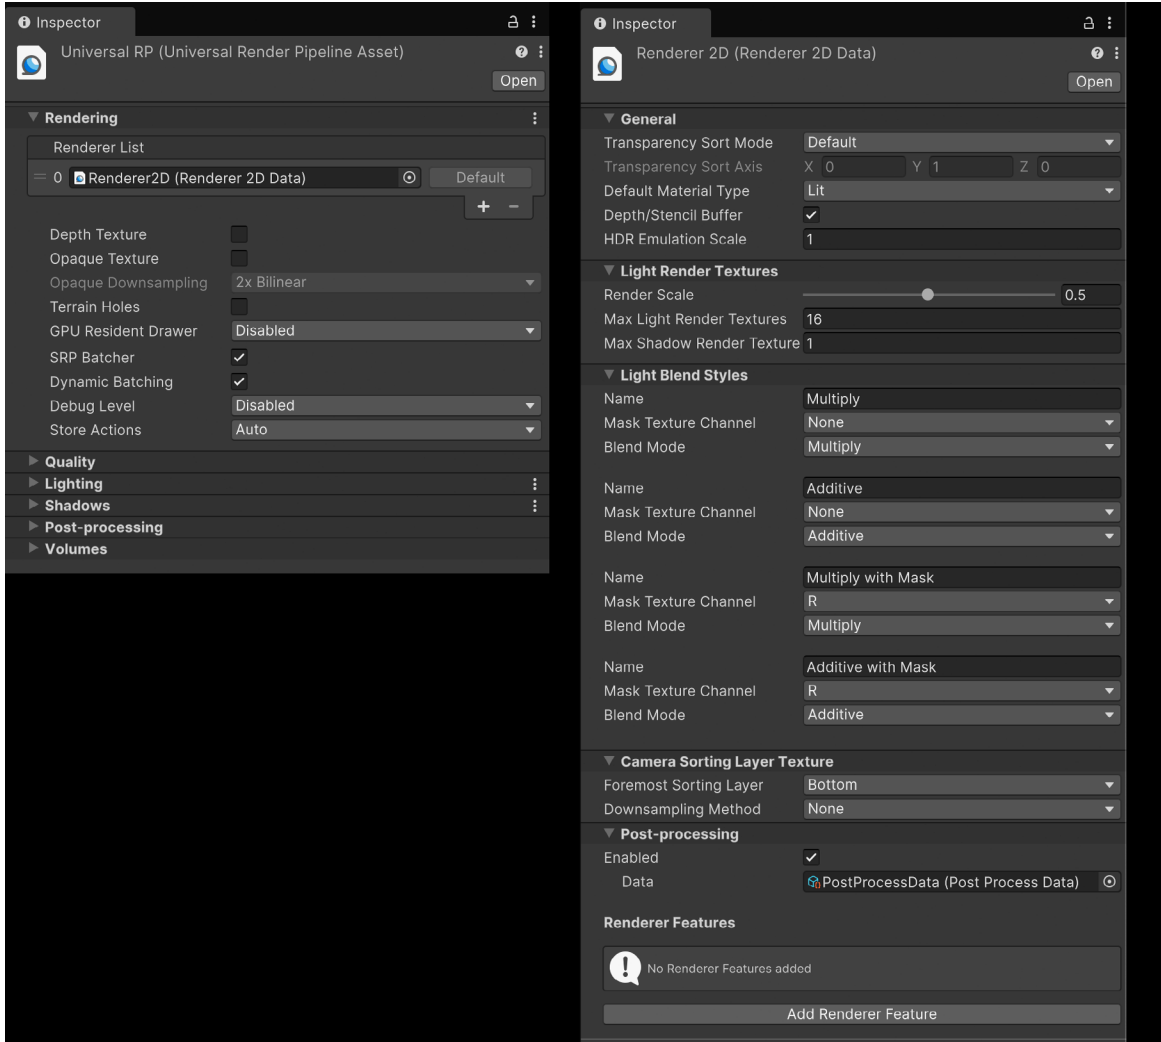 Inspector
Universal RP (Universal Render Pipeline Asset)
Open
Rendering
Renderer List
0 Renderer2D (Renderer 2D Data) Default
+ -
Depth Texture
Opaque Texture
Opaque Downsampling 2x Bilinear
Terrain Holes
GPU Resident Drawer Disabled
SRP Batcher
Dynamic Batching
Debug Level Disabled
Store Actions Auto
Quality
Lighting
Shadows
Post-processing
Volumes
Inspector
Renderer 2D (Renderer 2D Data)
Open
General
Transparency Sort Mode Default
Transparency Sort Axis X 0 Y 1 Z 0
Default Material Type Lit
Depth/Stencil Buffer
HDR Emulation Scale 1
Light Render Textures
Render Scale 0.5
Max Light Render Textures 16
Max Shadow Render Texture 1
Light Blend Styles
Name Multiply
Mask Texture Channel None
Blend Mode Multiply
Name Additive
Mask Texture Channel None
Blend Mode Additive
Name Multiply with Mask
Mask Texture Channel R
Blend Mode Multiply
Name Additive with Mask
Mask Texture Channel R
Blend Mode Additive
Camera Sorting Layer Texture
Foremost Sorting Layer Bottom
Downsampling Method None
Post-processing
Enabled
Data PostProcessData (Post Process Data)
Renderer Features
No Renderer Features added
Add Renderer Feature